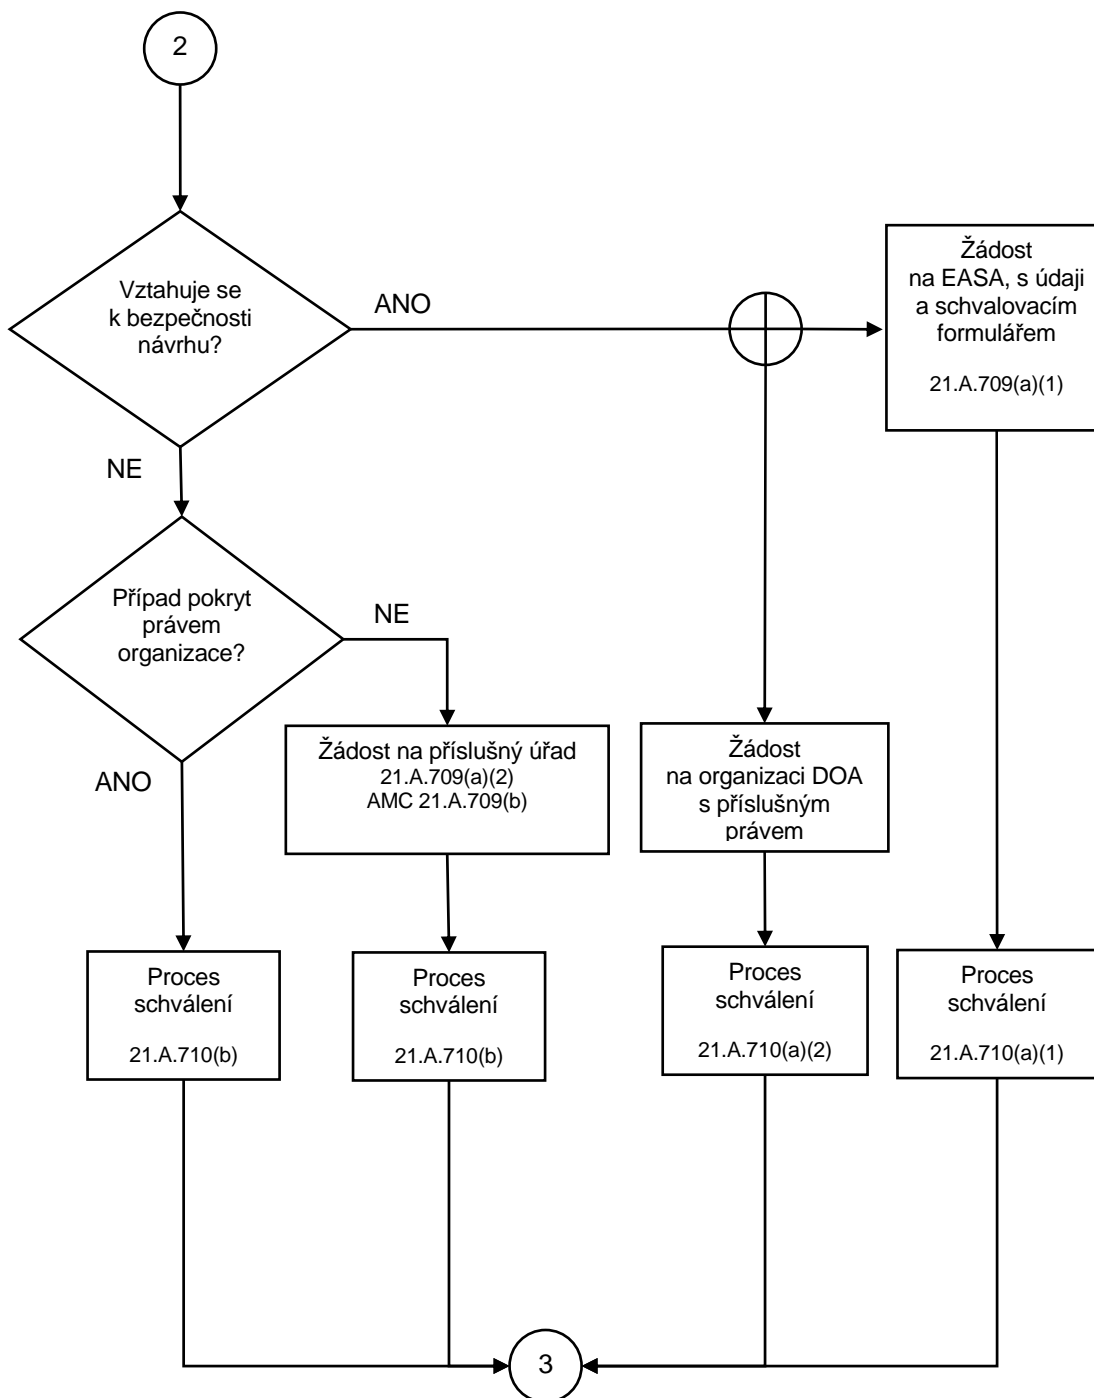 2
Vztahuje se
k bezpečnosti
návrhu?
ANO
Žádost
na EASA, s údaji
a schvalovacím
formulářem
21.A.709(a)(1)
NE
Případ pokryt
právem
organizace?
NE
ANO
Žádost na příslušný úřad
21.A.709(a)(2)
AMC 21.A.709(b)
Žádost
na organizaci DOA
s příslušným
právem
Proces
schválení
21.A.710(b)
Proces
schválení
21.A.710(b)
Proces
schválení
21.A.710(a)(2)
Proces
schválení
21.A.710(a)(1)
3